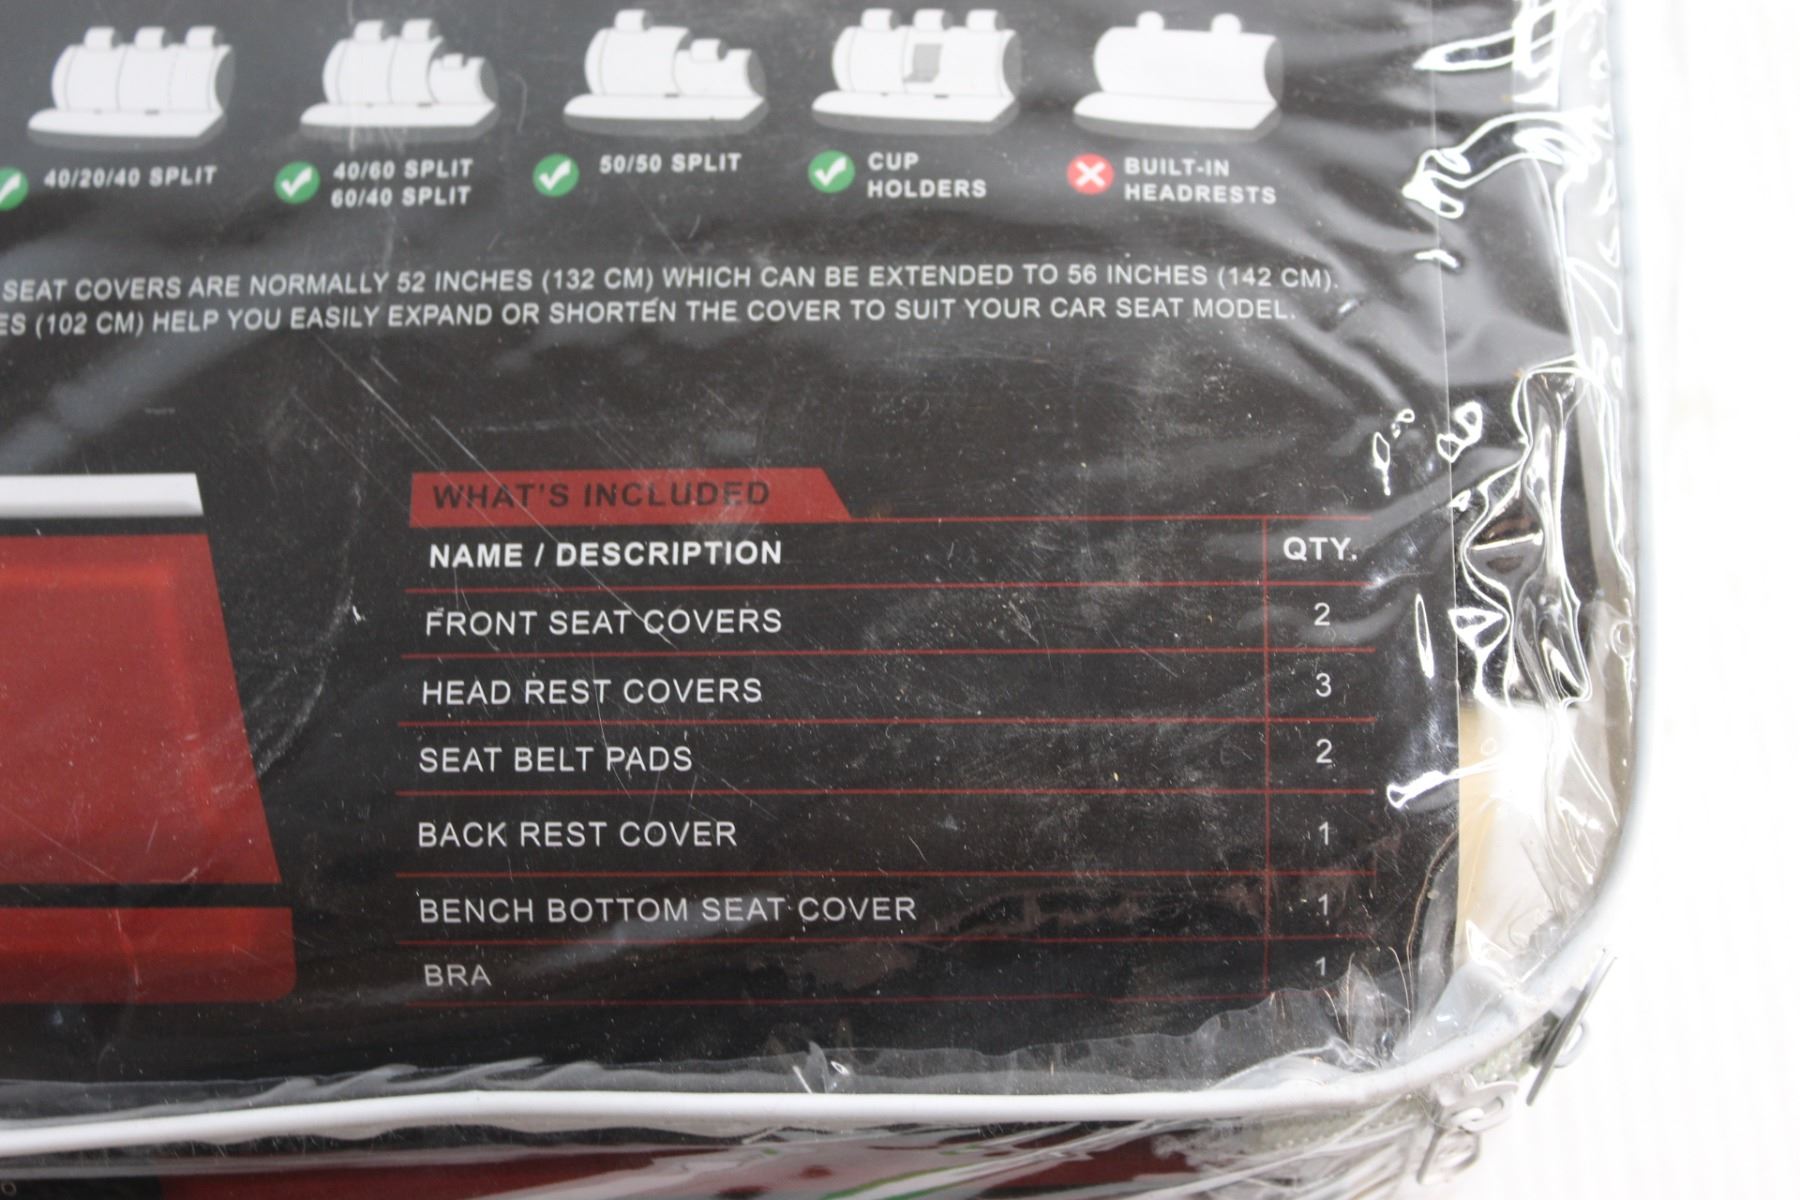 40/20/40 SPLIT
40/60 SPLIT
60/40 SPLIT
50/50 SPLIT
CUP
HOLDERS
BUILT-IN
HEADRESTS
SEAT COVERS ARE NORMALLY 52 INCHES (132 CM) WHICH CAN BE EXTENDED TO 56 INCHES (142 CM).
ES (102 CM) HELP YOU EASILY EXPAND OR SHORTEN THE COVER TO SUIT YOUR CAR SEAT MODEL.
WHAT'S INCLUDED
NAME / DESCRIPTION QTY.
FRONT SEAT COVERS 2
HEAD REST COVERS 3
SEAT BELT PADS 2
BACK REST COVER 1
BENCH BOTTOM SEAT COVER 1
BRA 1